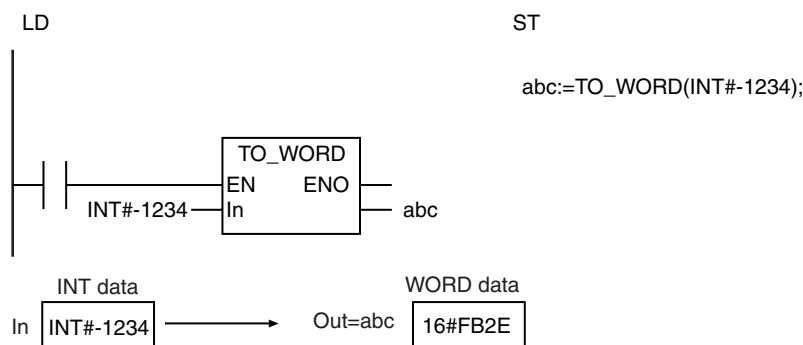 LD
ST
abc:=TO_WORD(INT#-1234);
TO_WORD
EN ENO
INT#-1234 In abc
INT data
WORD data
In INT#-1234 Out=abc 16#FB2E